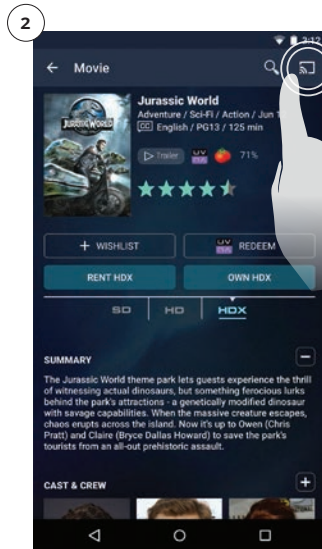 2
3:12
Movie
JURASSIC WORLD
Jurassic World
Adventure / Sci-Fi / Action / Jun 1
CC English / PG13 / 125 min
Trailer UV 71%
+ WISHLIST
UV REDEEM
RENT HDX
OWN HDX
SD HD HDX
SUMMARY
The Jurassic World theme park lets guests experience the thrill
of witnessing actual dinosaurs, but something ferocious lurks
behind the park's attractions - a genetically modified dinosaur
with savage capabilities. When the massive creature escapes,
chaos erupts across the island. Now it's up to Owen (Chris
Pratt) and Claire (Bryce Dallas Howard) to save the park's
tourists from an all-out prehistoric assault.
CAST & CREW